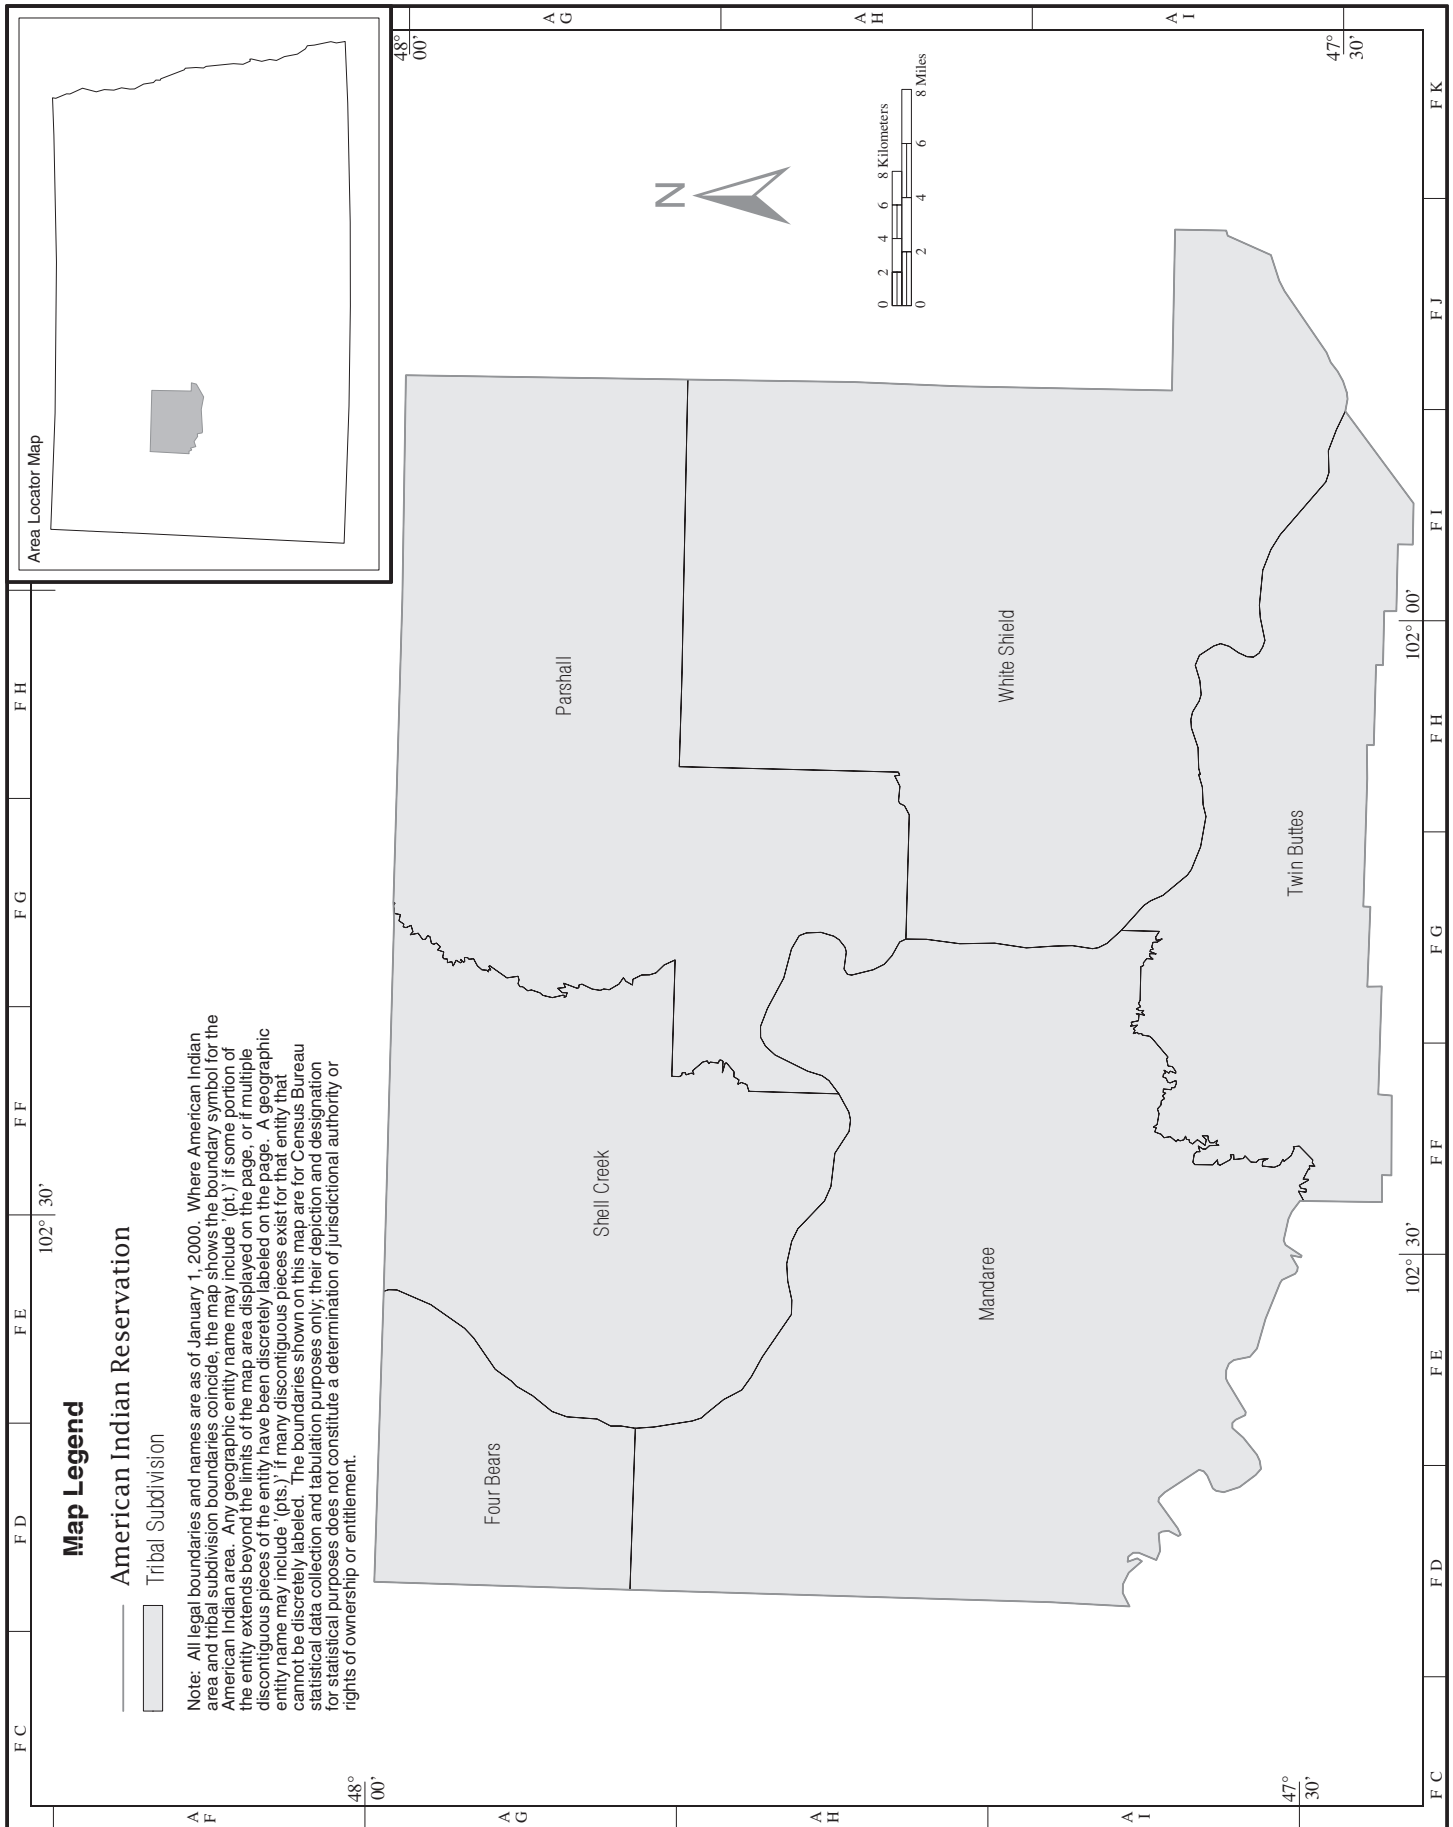 Map Legend
American Indian Reservation
Tribal Subdivision
Note: All legal boundaries and names are as of January 1, 2000. Where American Indian
area and tribal subdivision boundaries coincide, the map shows the boundary symbol for the
American Indian area. Any geographic entity name may include '(pt.)' if some portion of
the entity extends beyond the limits of the map area displayed on the page, or if multiple
discontiguous pieces of the entity have been discretely labeled on the page. A geographic
entity name may include '(pts.)' if many discontiguous pieces exist for that entity that
cannot be discretely labeled. The boundaries shown on this map are for Census Bureau
statistical data collection and tabulation purposes only; their depiction and designation
for statistical purposes does not constitute a determination of jurisdictional authority or
rights of ownership or entitlement.
Area Locator Map
F C
F D
F E
F F
F G
F H
102° 30'
A F
A G
A H
A I
48° 00'
47° 30'
Four Bears
Shell Creek
Parshall
Mandaree
White Shield
Twin Buttes
N
0 2 4 6 8 Kilometers
0 2 4 6 8 Miles
48° 00'
47° 30'
A G
A H
A I
102° 30'
102° 00'
F C
F D
F E
F F
F G
F H
F I
F J
F K